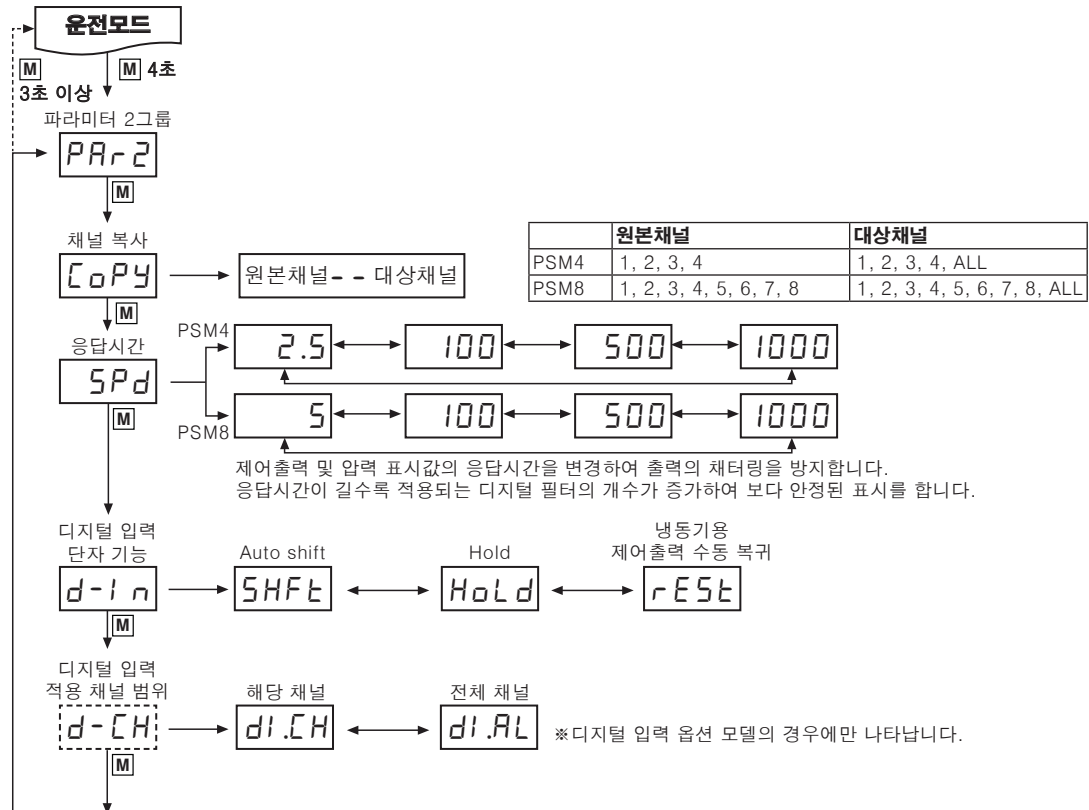 운전모드
M
3초 이상
M 4초
파라미터 2그룹
PAr2
M
채널 복사
CoPY
원본채널-- 대상채널
원본채널 대상채널
PSM4 1, 2, 3, 4 1, 2, 3, 4, ALL
PSM8 1, 2, 3, 4, 5, 6, 7, 8 1, 2, 3, 4, 5, 6, 7, 8, ALL
M
응답시간
SPd
PSM4
2.5 100 500 1000
PSM8
5 100 500 1000
M
제어출력 및 압력 표시값의 응답시간을 변경하여 출력의 채터링을 방지합니다.
응답시간이 길수록 적용되는 디지털 필터의 개수가 증가하여 보다 안정된 표시를 합니다.
디지털 입력
단자 기능
d-In
Auto shift
SHFt
Hold
HoLd
냉동기용
제어출력 수동 복귀
rESt
M
디지털 입력
적용 채널 범위
d-CH
해당 채널
dI.CH
전체 채널
dI.AL
※디지털 입력 옵션 모델의 경우에만 나타납니다.
M